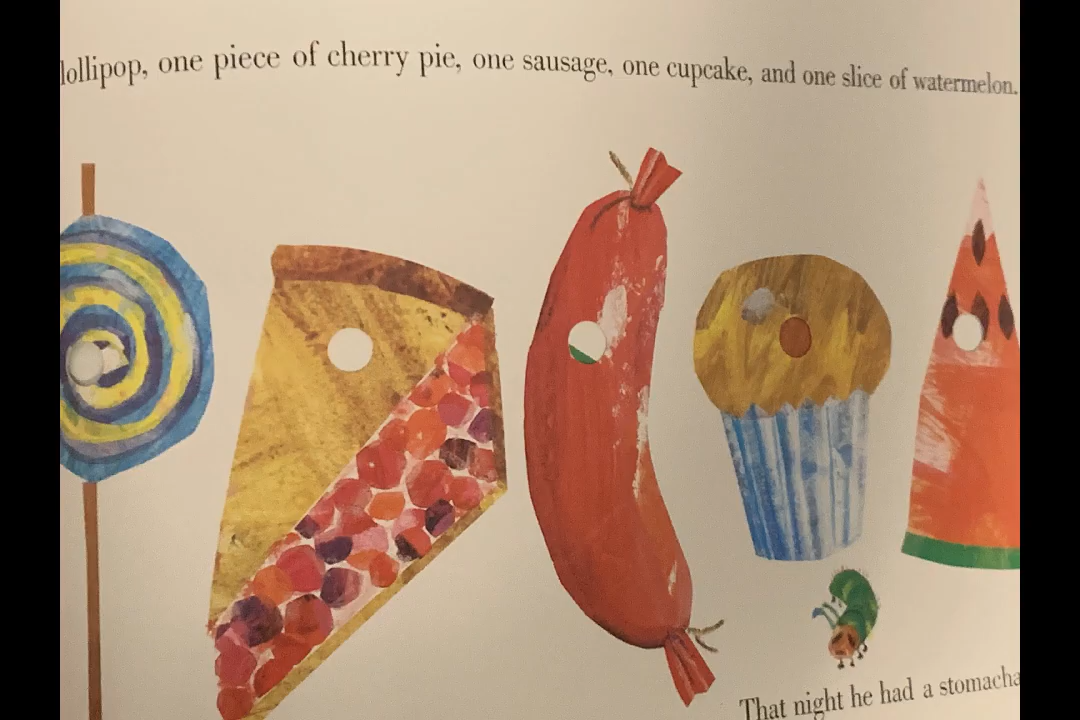 lollipop, one piece of cherry pie, one sausage, one cupcake, and one slice of watermelon.
That night he had a stomacha